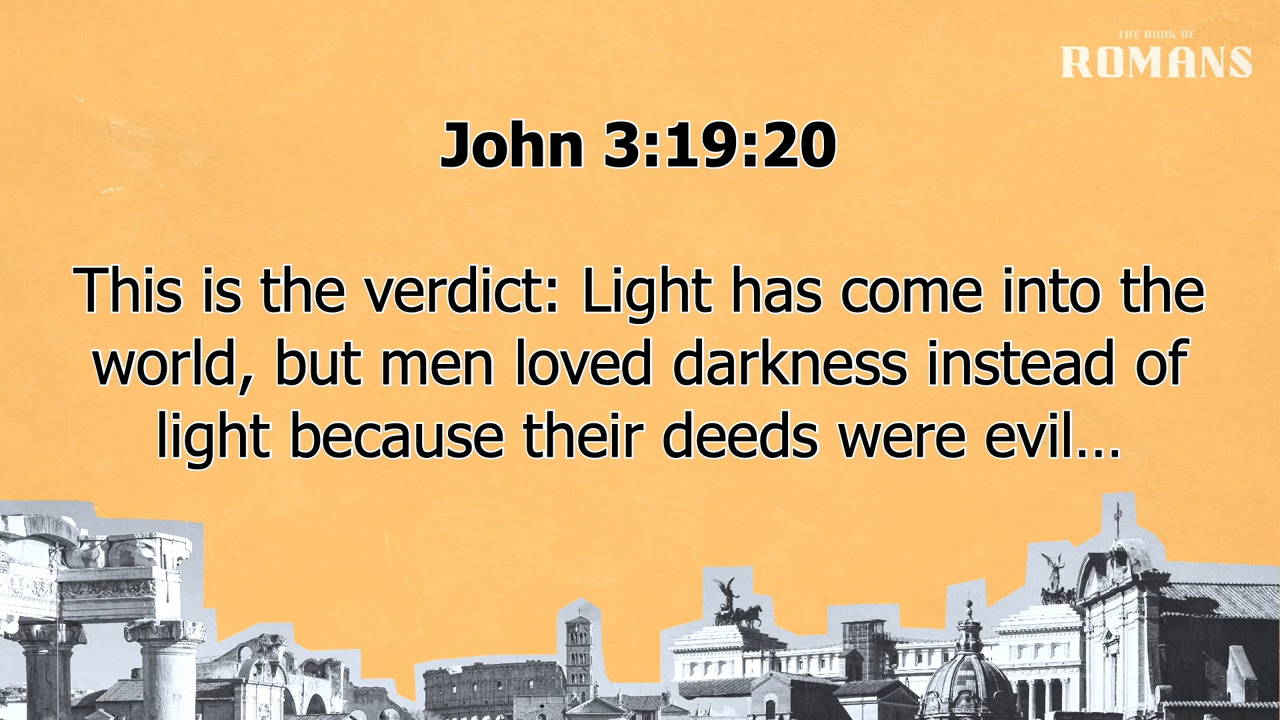 THE BOOK OF
ROMANS
John 3:19:20
This is the verdict: Light has come into the
world, but men loved darkness instead of
light because their deeds were evil...